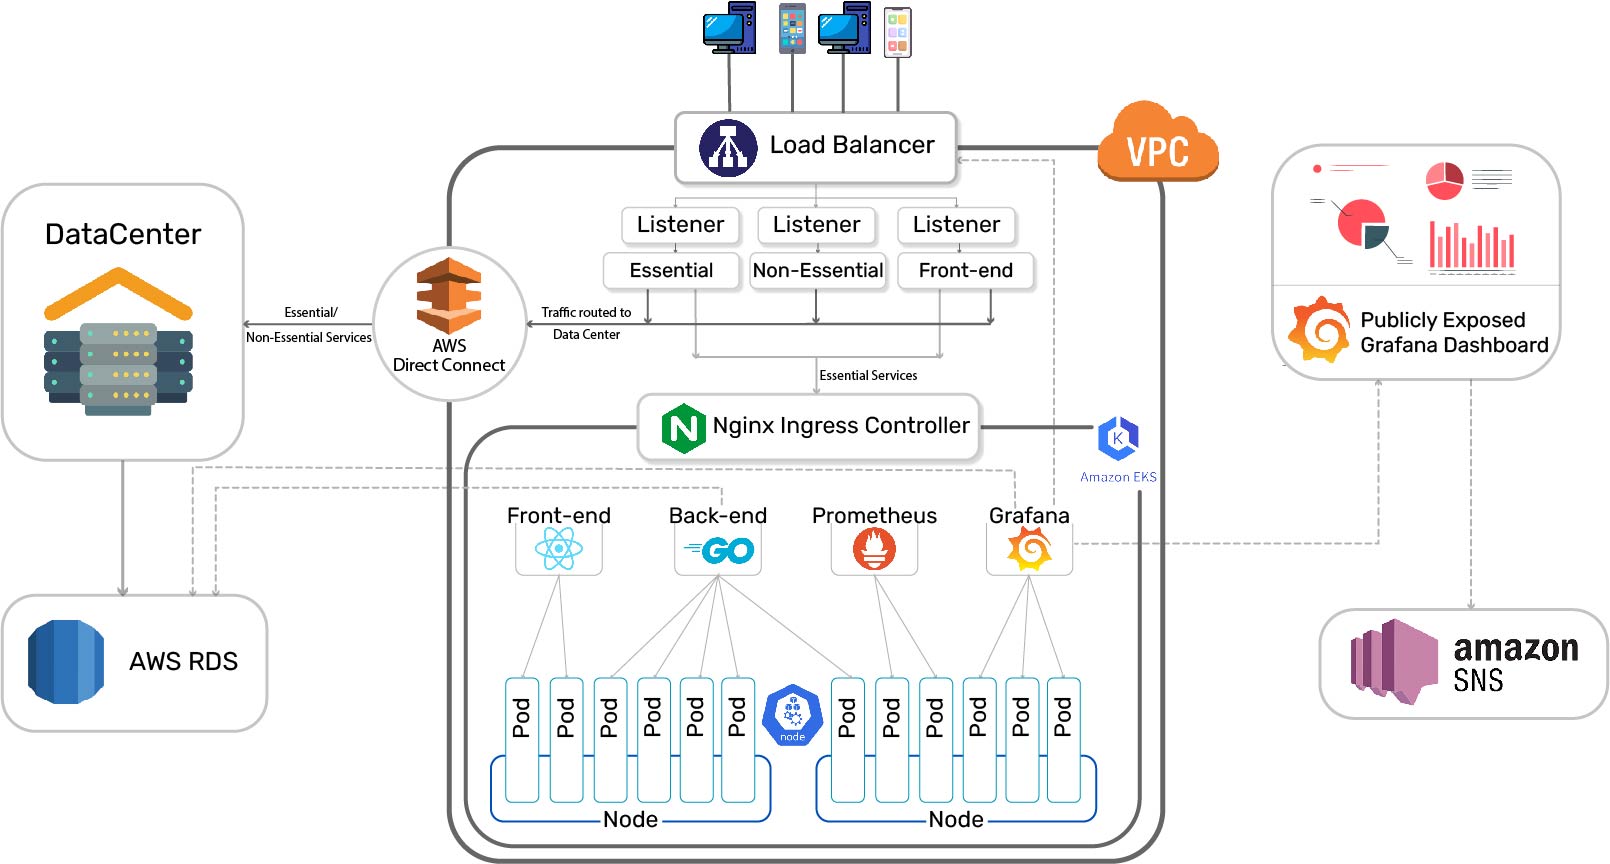 Load Balancer
VPC
Listener
Listener
Listener
DataCenter
Essential
Non-Essential
Front-end
Essential/
Non-Essential Services
Traffic routed to
Data Center
AWS
Direct Connect
Publicly Exposed
Grafana Dashboard
Essential Services
Nginx Ingress Controller
N
K
Amazon EKS
Front-end
Back-end
Prometheus
Grafana
GO
AWS RDS
amazon
SNS
Pod
Pod
Pod
Pod
Pod
Pod
node
Pod
Pod
Pod
Pod
Pod
Pod
Node
Node